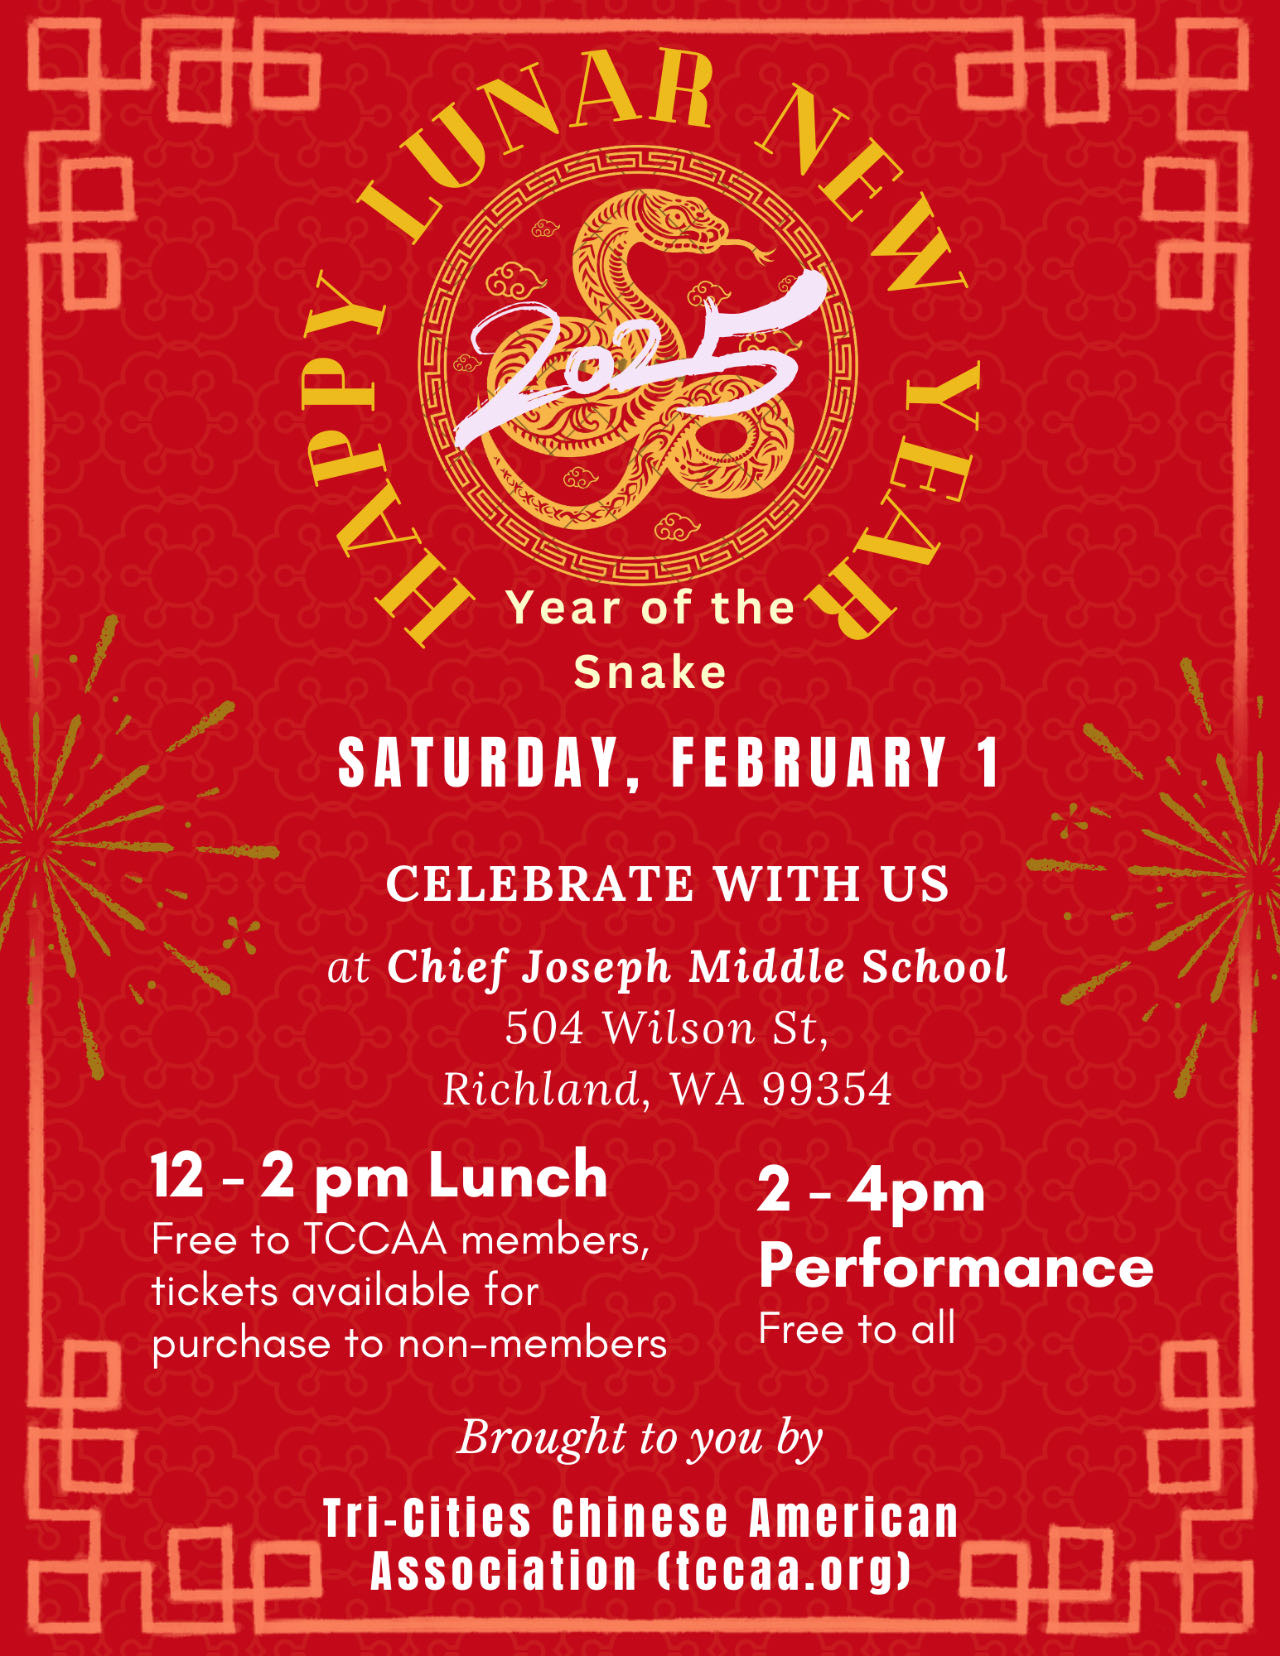 HAPPY LUNAR NEW YEAR
2025
Year of the
Snake
SATURDAY, FEBRUARY 1
CELEBRATE WITH US
at Chief Joseph Middle School
504 Wilson St,
Richland, WA 99354
12 - 2 pm Lunch
Free to TCCAA members,
tickets available for
purchase to non-members
2 - 4pm
Performance
Free to all
Brought to you by
Tri-Cities Chinese American
Association (tccaa.org)